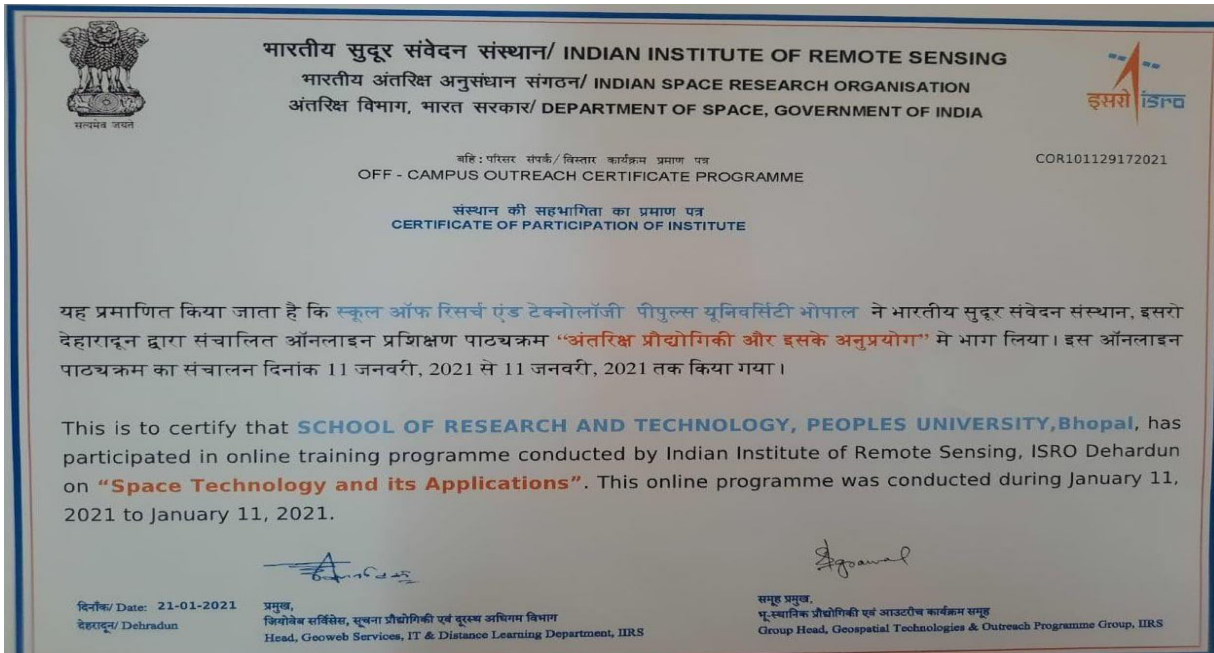 सत्यमेव जयते
भारतीय सुदूर संवेदन संस्थान/ INDIAN INSTITUTE OF REMOTE SENSING
भारतीय अंतरिक्ष अनुसंधान संगठन/ INDIAN SPACE RESEARCH ORGANISATION
अंतरिक्ष विभाग, भारत सरकार/ DEPARTMENT OF SPACE, GOVERNMENT OF INDIA
इसरो isro
बहि: परिसर संपर्क/ विस्तार कार्यक्रम प्रमाण पत्र
COR101129172021
OFF - CAMPUS OUTREACH CERTIFICATE PROGRAMME
संस्थान की सहभागिता का प्रमाण पत्र
CERTIFICATE OF PARTICIPATION OF INSTITUTE
यह प्रमाणित किया जाता है कि स्कूल ऑफ रिसर्च एंड टेक्नोलॉजी पीपुल्स यूनिवर्सिटी भोपाल ने भारतीय सुदूर संवेदन संस्थान, इसरो
देहारादून द्वारा संचालित ऑनलाइन प्रशिक्षण पाठ्यक्रम “अंतरिक्ष प्रौद्योगिकी और इसके अनुप्रयोग” मे भाग लिया। इस ऑनलाइन
पाठ्यक्रम का संचालन दिनांक 11 जनवरी, 2021 से 11 जनवरी, 2021 तक किया गया।
This is to certify that SCHOOL OF RESEARCH AND TECHNOLOGY, PEOPLES UNIVERSITY,Bhopal, has
participated in online training programme conducted by Indian Institute of Remote Sensing, ISRO Dehardun
on “Space Technology and its Applications”. This online programme was conducted during January 11,
2021 to January 11, 2021.
Agrawal
दिनाँक/ Date: 21-01-2021
देहरादून/ Dehradun
प्रमुख,
जियोवेब सर्विसेस, सूचना प्रौद्योगिकी एवं दूरस्थ अधिगम विभाग
Head, Geoweb Services, IT & Distance Learning Department, IIRS
समूह प्रमुख,
भू-स्थानिक प्रौद्योगिकी एवं आउटरीच कार्यक्रम समूह
Group Head, Geospatial Technologies & Outreach Programme Group, IIRS